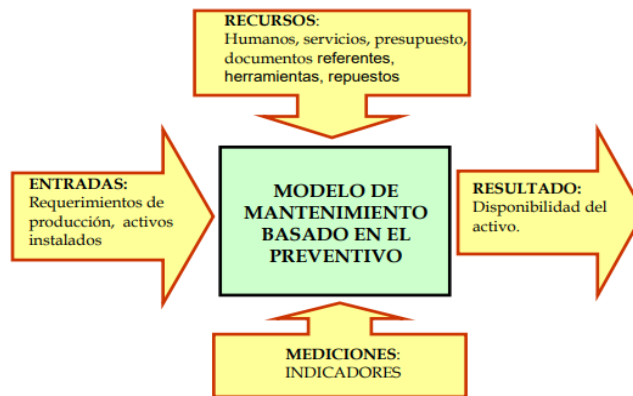 RECURSOS:
Humanos, servicios, presupuesto,
documentos referentes,
herramientas, repuestos
ENTRADAS:
Requerimientos de
producción, activos
instalados
MODELO DE
MANTENIMIENTO
BASADO EN EL
PREVENTIVO
RESULTADO:
Disponibilidad del
activo.
MEDICIONES:
INDICADORES